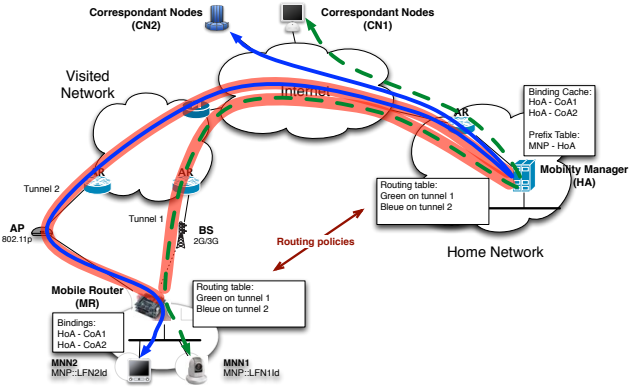 Correspondant Nodes
(CN2)
Correspondant Nodes
(CN1)
Visited
Network
Internet
AR
Binding Cache:
HoA - CoA1
HoA - CoA2
Prefix Table:
MNP - HoA
Mobility Manager
(HA)
AR
AR
Tunnel 2
Tunnel 1
Routing table:
Green on tunnel 1
Bleue on tunnel 2
AP
802.11p
BS
2G/3G
Routing policies
Home Network
Mobile Router
(MR)
Routing table:
Green on tunnel 1
Bleue on tunnel 2
Bindings:
HoA - CoA1
HoA - CoA2
MNN2
MNP::LFN2Id
MNN1
MNP::LFN1Id